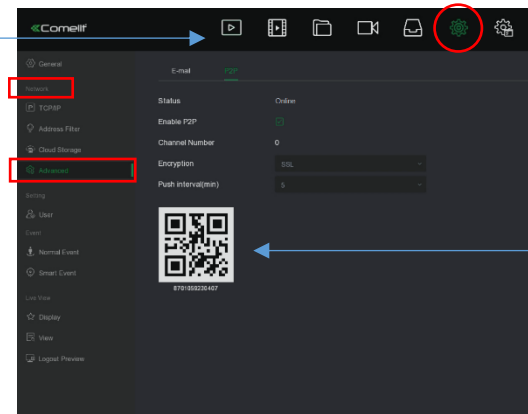 Comelit
General
E-mail P2P
Network
TCP/IP
Address Filter
Cloud Storage
Advanced
Setting
User
Event
Normal Event
Smart Event
Live View
Display
View
Logout Preview
Status Online
Enable P2P
Channel Number 0
Encryption SSL
Push interval(min) 5
8701058230407